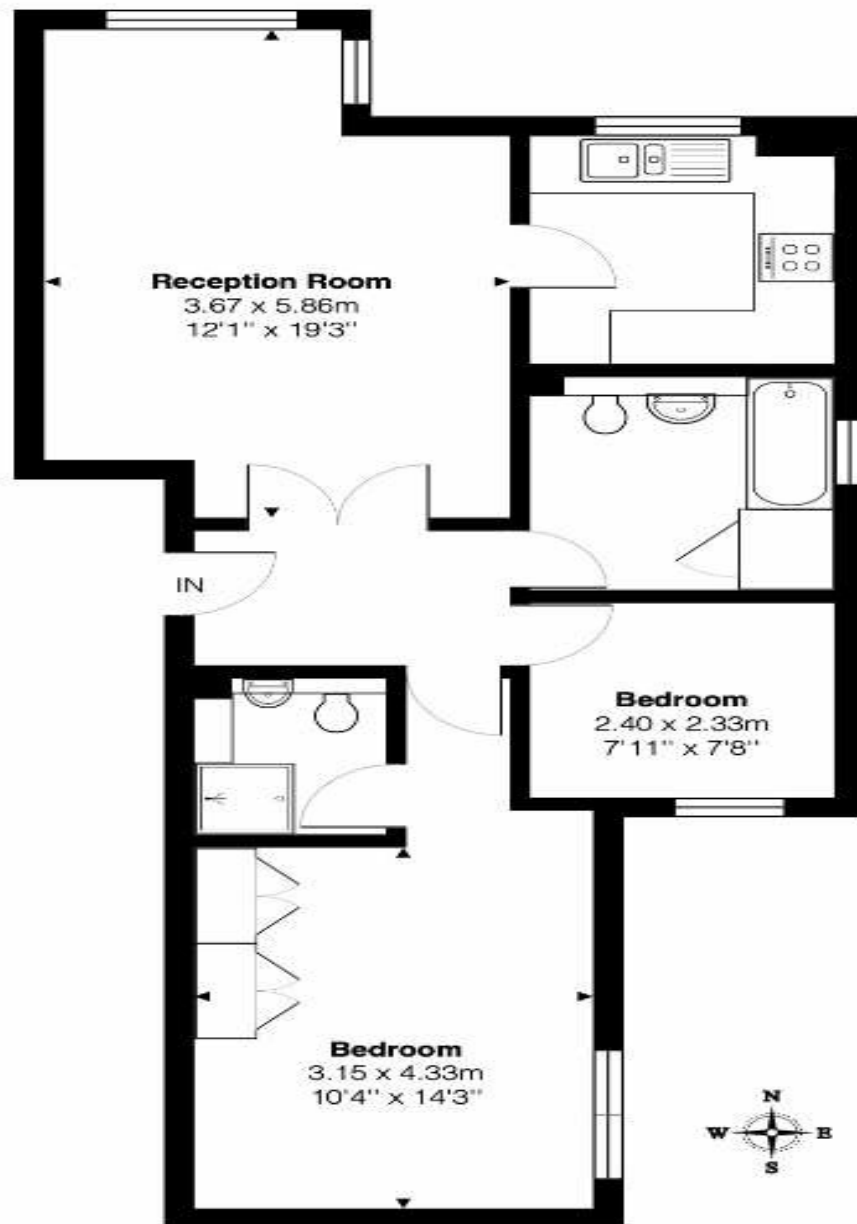 Reception Room
3.67 x 5.86m
12'1" x 19'3"
IN
Bedroom
2.40 x 2.33m
7'11" x 7'8"
Bedroom
3.15 x 4.33m
10'4" x 14'3"
N
W E
S